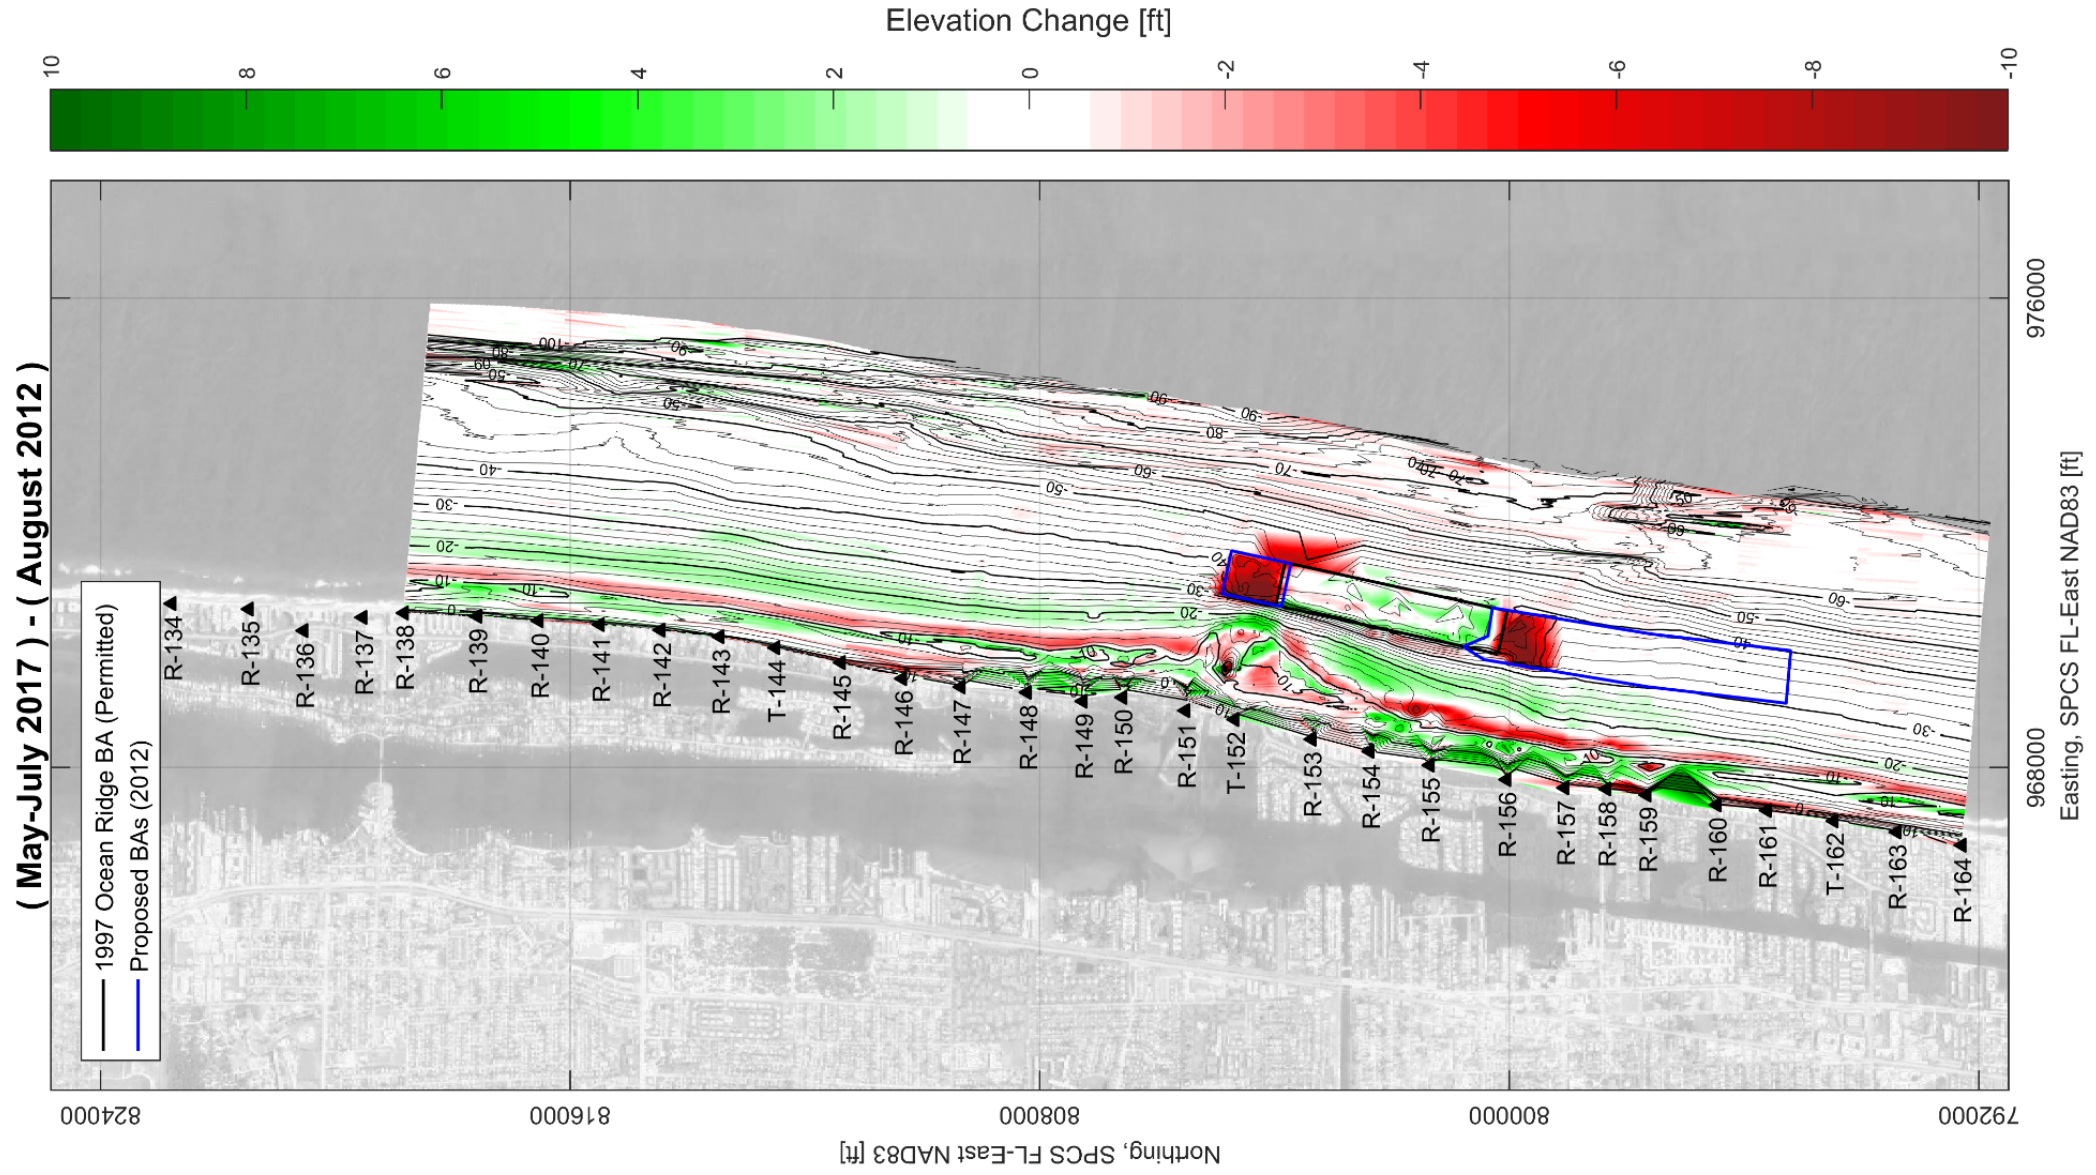 ( May-July 2017 ) - ( August 2012 )
Elevation Change [ft]
10
8
6
4
2
0
-2
-4
-6
-8
-10
1997 Ocean Ridge BA (Permitted)
Proposed BAs (2012)
R-134
R-135
R-136
R-137
R-138
R-139
R-140
R-141
R-142
R-143
T-144
R-145
R-146
R-147
R-148
R-149
R-150
R-151
T-152
R-153
R-154
R-155
R-156
R-157
R-158
R-159
R-160
R-161
T-162
R-163
R-164
976000
968000
Easting, SPCS FL-East NAD83 [ft]
824000
816000
808000
800000
792000
Northing, SPCS FL-East NAD83 [ft]